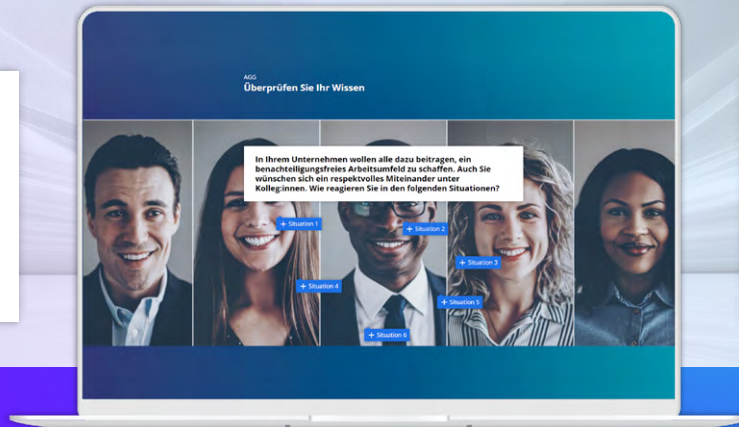 AGG
Überprüfen Sie Ihr Wissen
In Ihrem Unternehmen wollen alle dazu beitragen, ein
benachteiligungsfreies Arbeitsumfeld zu schaffen. Auch Sie
wünschen sich ein respektvolles Miteinander unter
Kolleg:innen. Wie reagieren Sie in den folgenden Situationen?
+ Situation 1
+ Situation 2
+ Situation 3
+ Situation 4
+ Situation 5
+ Situation 6